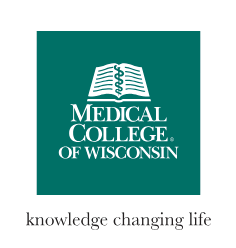 MEDICAL
COLLEGE®
OF WISCONSIN
knowledge changing life